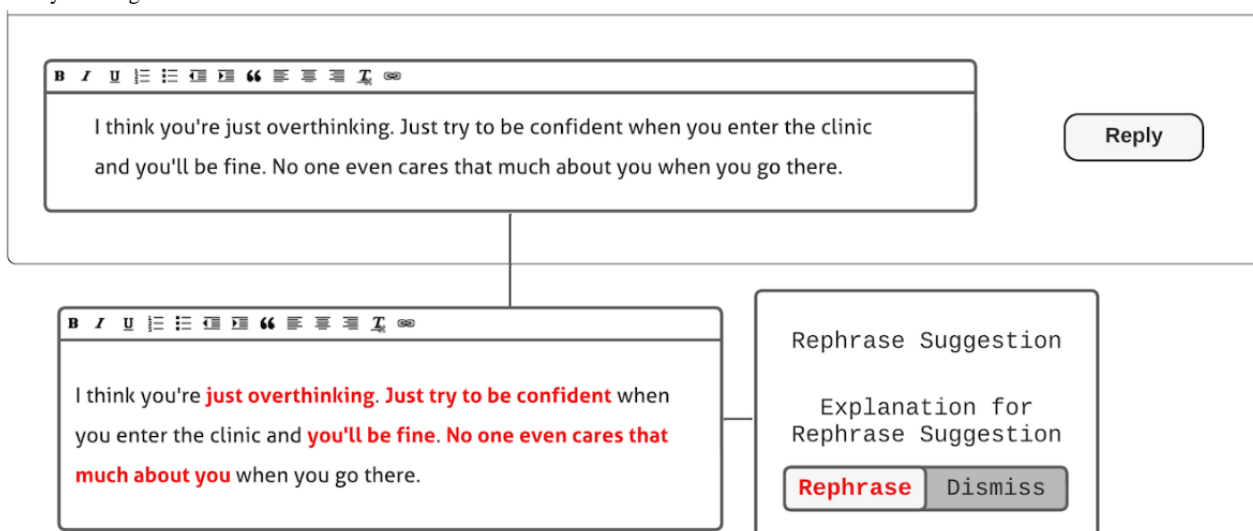 B I U
I think you're just overthinking. Just try to be confident when you enter the clinic
and you'll be fine. No one even cares that much about you when you go there.
Reply
B I U
I think you're just overthinking. Just try to be confident when
you enter the clinic and you'll be fine. No one even cares that
much about you when you go there.
Rephrase Suggestion
Explanation for
Rephrase Suggestion
Rephrase Dismiss